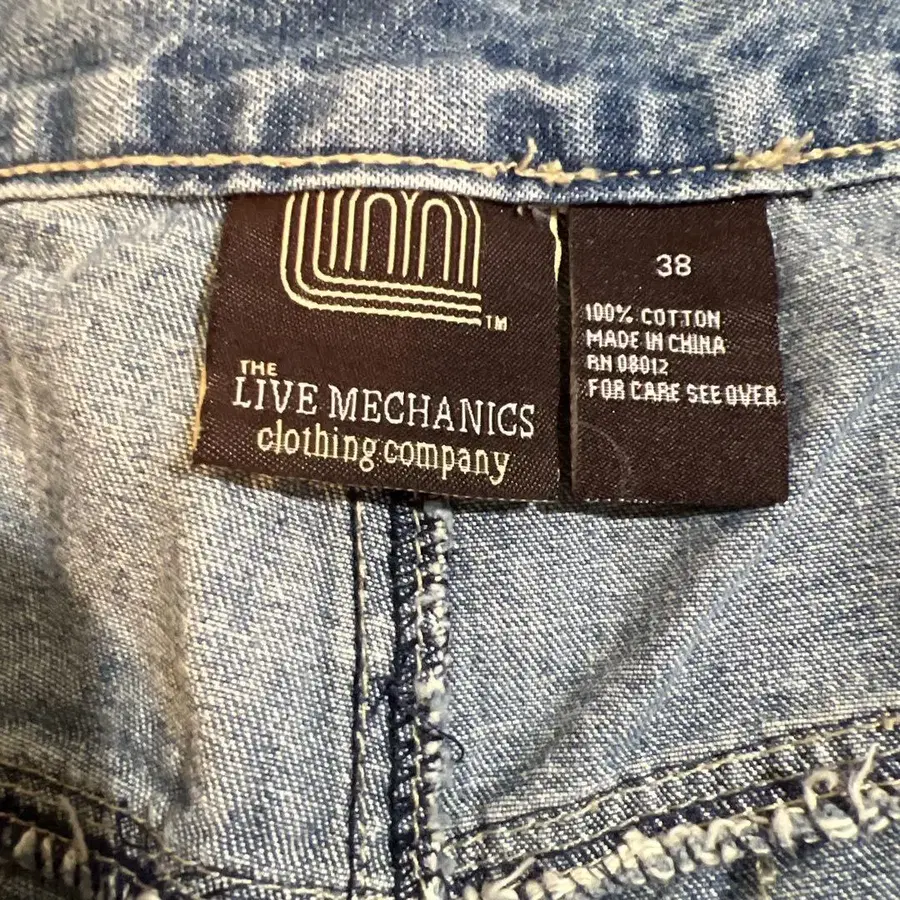 TM
THE
LIVE MECHANICS
clothing company
38
100% COTTON
MADE IN CHINA
RN 08012
FOR CARE SEE OVER